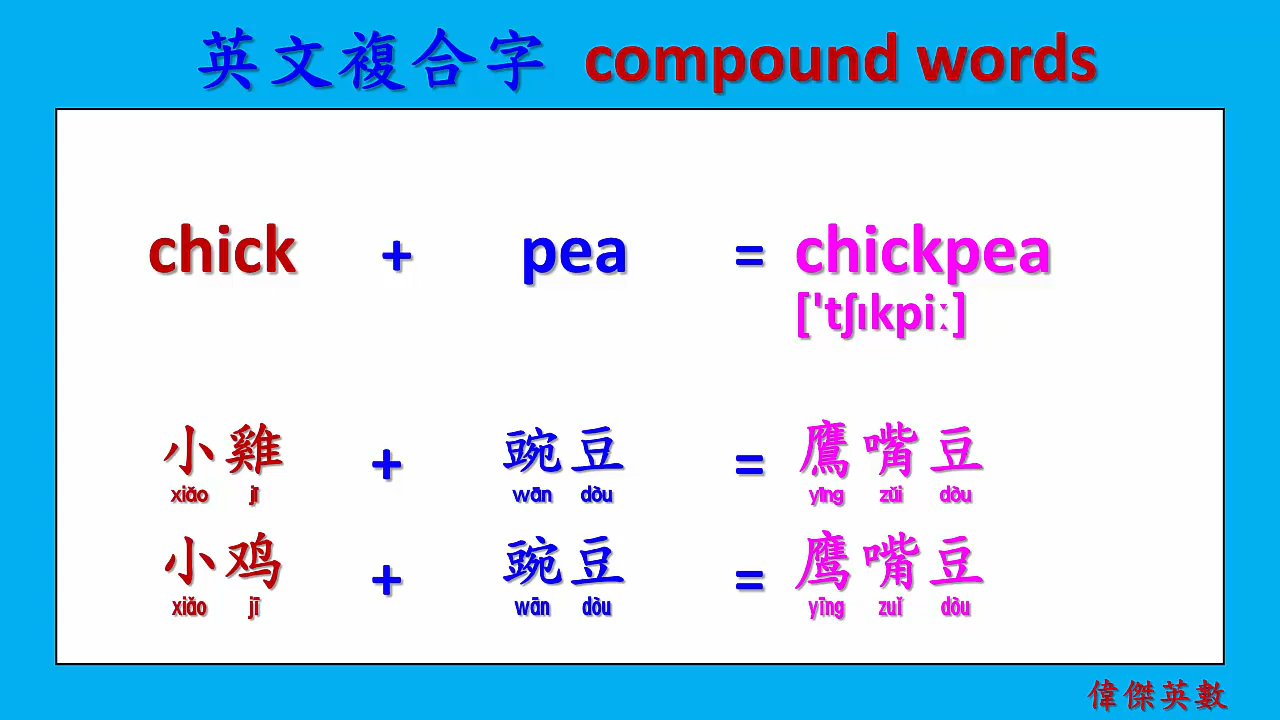 英文複合字 compound words
chick + pea = chickpea
['tʃıkpiː]
小雞 + 豌豆 = 鷹嘴豆
xiǎo jī wān dòu yīng zŭi dòu
小鸡 + 豌豆 = 鹰嘴豆
xiǎo jī wān dòu yīng zuǐ dòu
偉傑英數